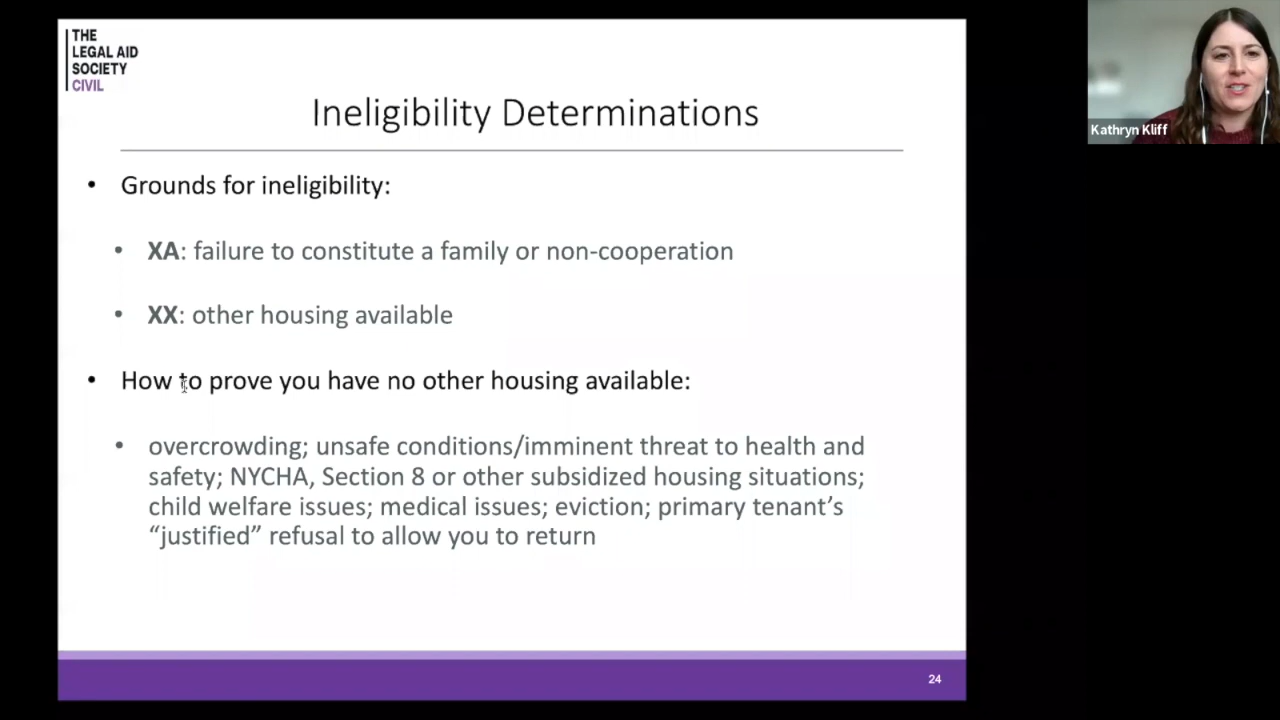 THE
LEGAL AID
SOCIETY
CIVIL
Ineligibility Determinations
• Grounds for ineligibility:
• XA: failure to constitute a family or non-cooperation
• XX: other housing available
• How to prove you have no other housing available:
• overcrowding; unsafe conditions/imminent threat to health and
safety; NYCHA, Section 8 or other subsidized housing situations;
child welfare issues; medical issues; eviction; primary tenant’s
“justified” refusal to allow you to return
24
Kathryn Kliff